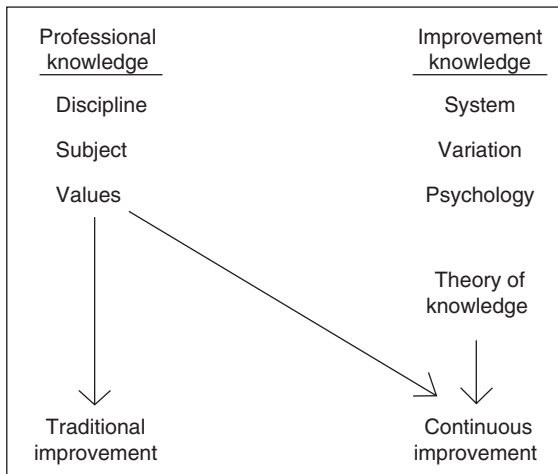 Professional
knowledge
Discipline
Subject
Values
Traditional
improvement
Improvement
knowledge
System
Variation
Psychology
Theory of
knowledge
Continuous
improvement